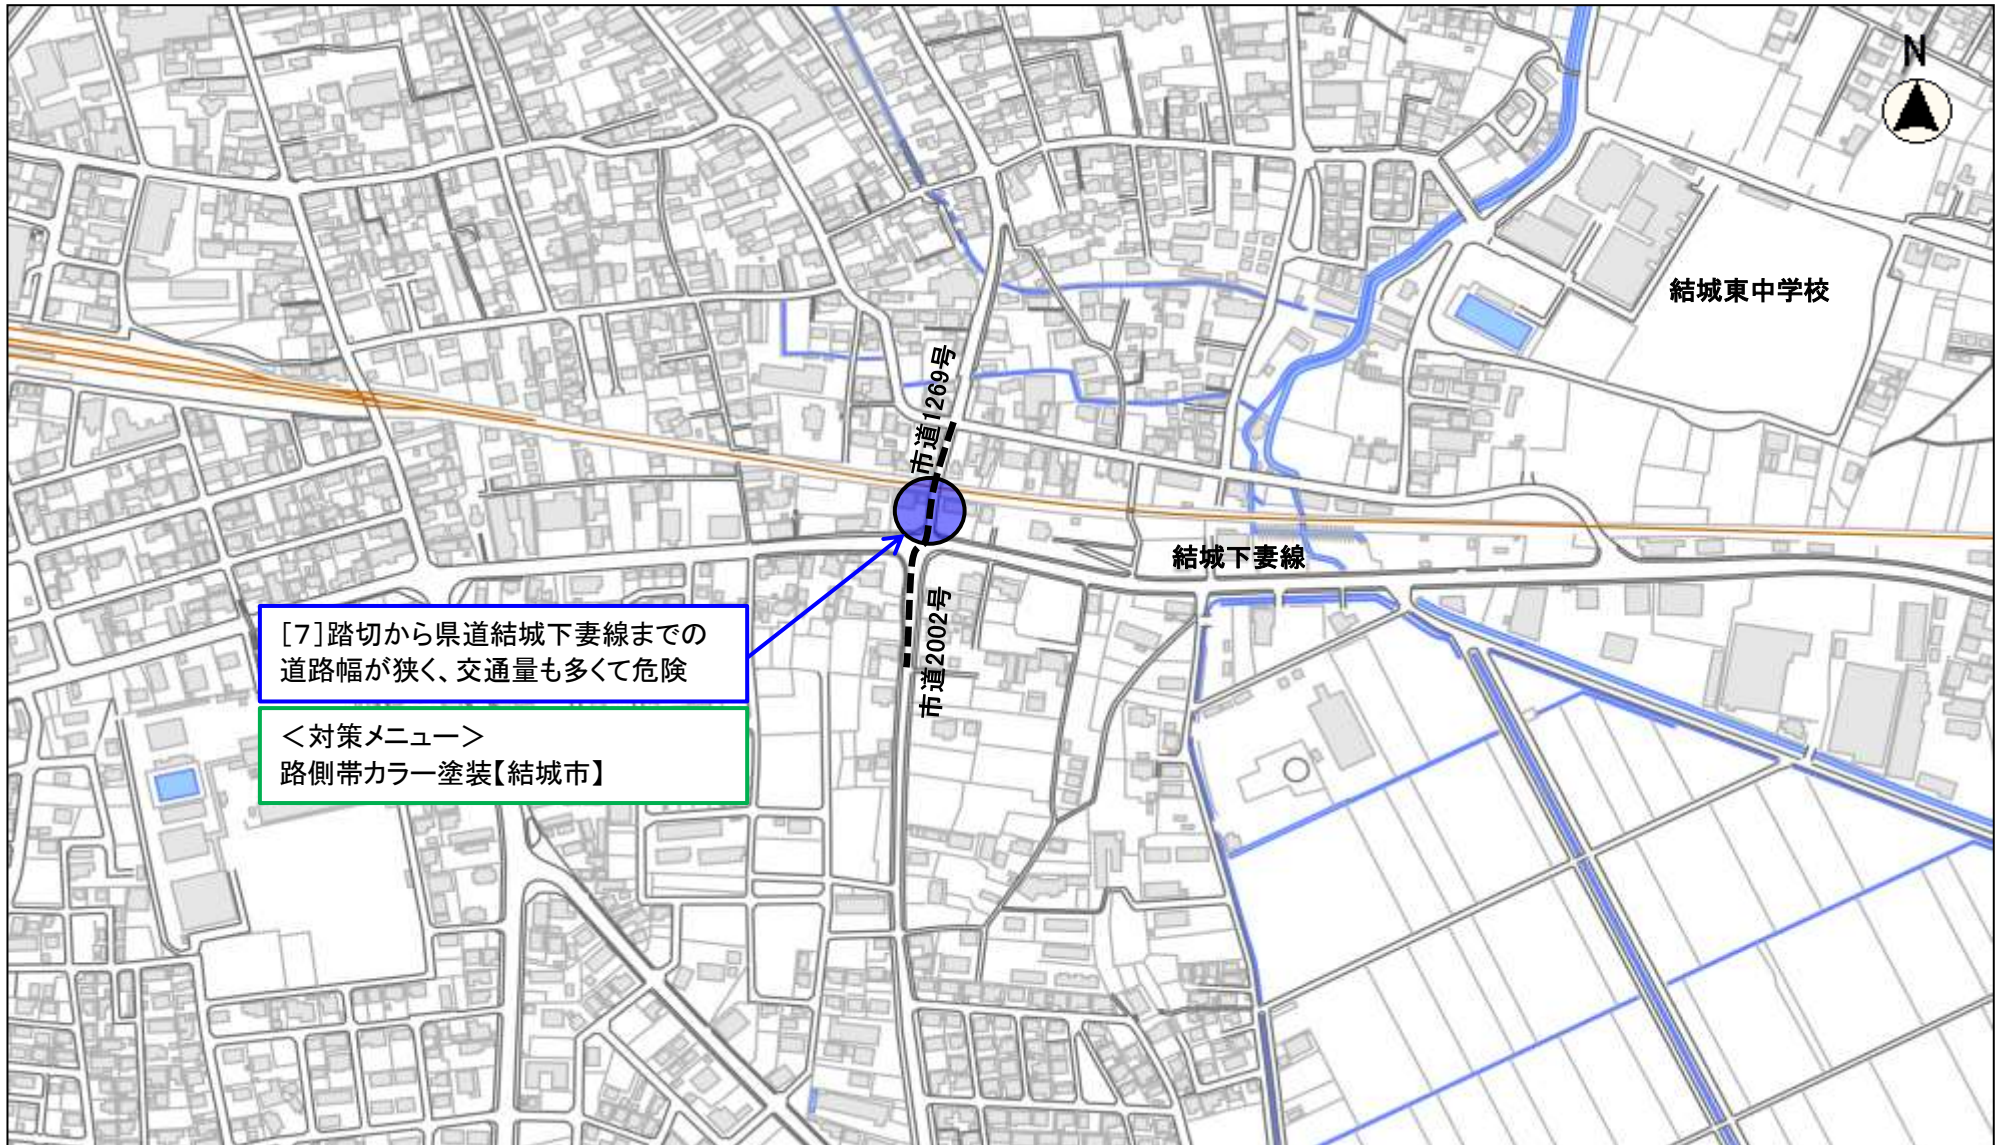 N
結城東中学校
市道1269号
結城下妻線
市道2002号
[7]踏切から県道結城下妻線までの
道路幅が狭く、交通量も多くて危険
＜対策メニュー＞
路側帯カラー塗装【結城市】